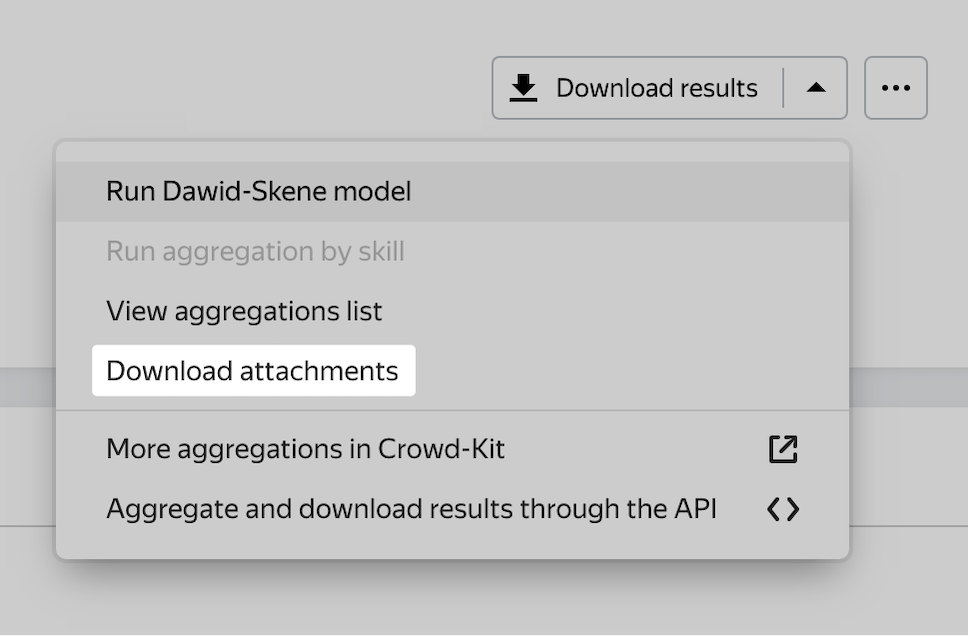 Download results
Run Dawid-Skene model
Run aggregation by skill
View aggregations list
Download attachments
More aggregations in Crowd-Kit
Aggregate and download results through the API